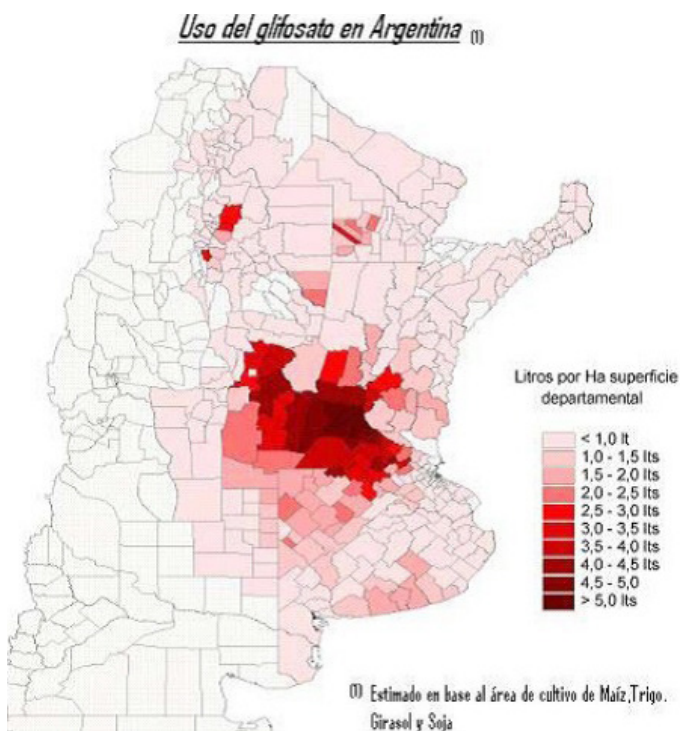 Uso del glifosato en Argentina (1)
Litros por Ha superficie
departamental
< 1,0 lt
1,0 - 1,5 lts
1,5 - 2,0 lts
2,0 - 2,5 lts
2,5 - 3,0 lts
3,0 - 3,5 lts
3,5 - 4,0 lts
4,0 - 4,5 lts
4,5 - 5,0
> 5,0 lts
(1) Estimado en base al área de cultivo de Maíz,Trigo.
Girasol y Soja